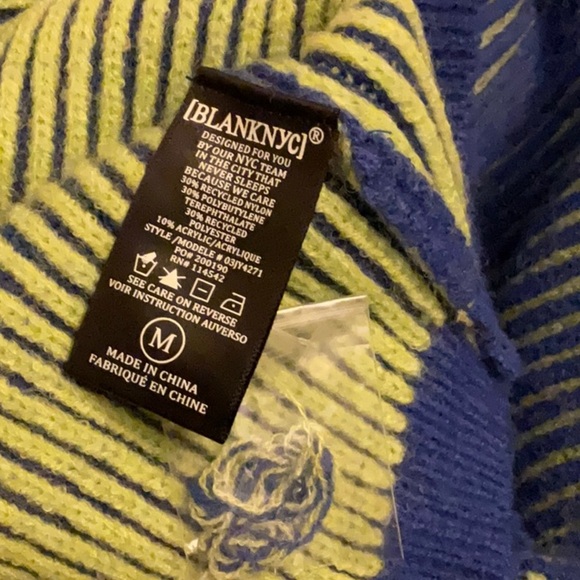 [BLANKNYC]®
DESIGNED FOR YOU
BY OUR NYC TEAM
IN THE CITY THAT
NEVER SLEEPS
BECAUSE WE CARE
30% RECYCLED NYLON
30% POLYBUTYLENE
TEREPHTHALATE
30% RECYCLED
POLYESTER
10% ACRYLIC/ACRYLIQUE
STYLE /MODELE # 03JY4271
PO# 200190
RN# 114542
SEE CARE ON REVERSE
VOIR INSTRUCTION AUVERSO
M
MADE IN CHINA
FABRIQUÉ EN CHINE